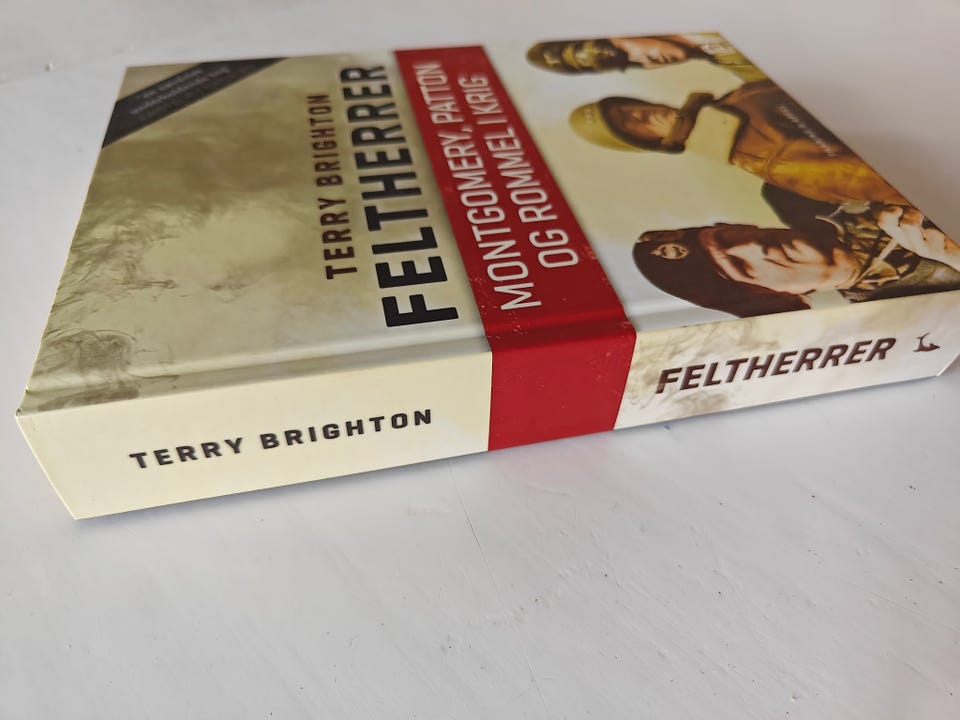 TERRY BRIGHTON
FELTHERRER
MONTGOMERY, PATTON
OG ROMMEL I KRIG
TERRY BRIGHTON
FELTHERRER